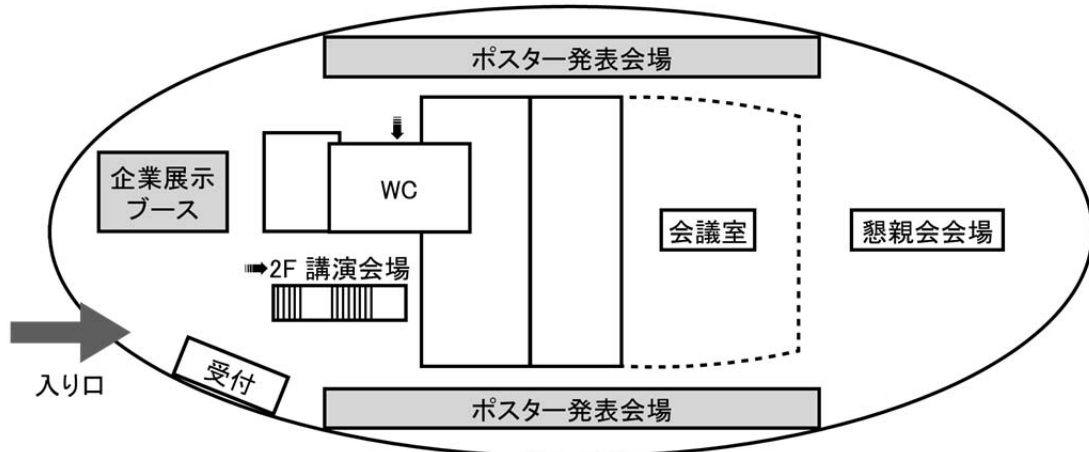 ポスター発表会場
企業展示
ブース
WC
会議室
懇親会会場
2F 講演会場
入り口
受付
ポスター発表会場